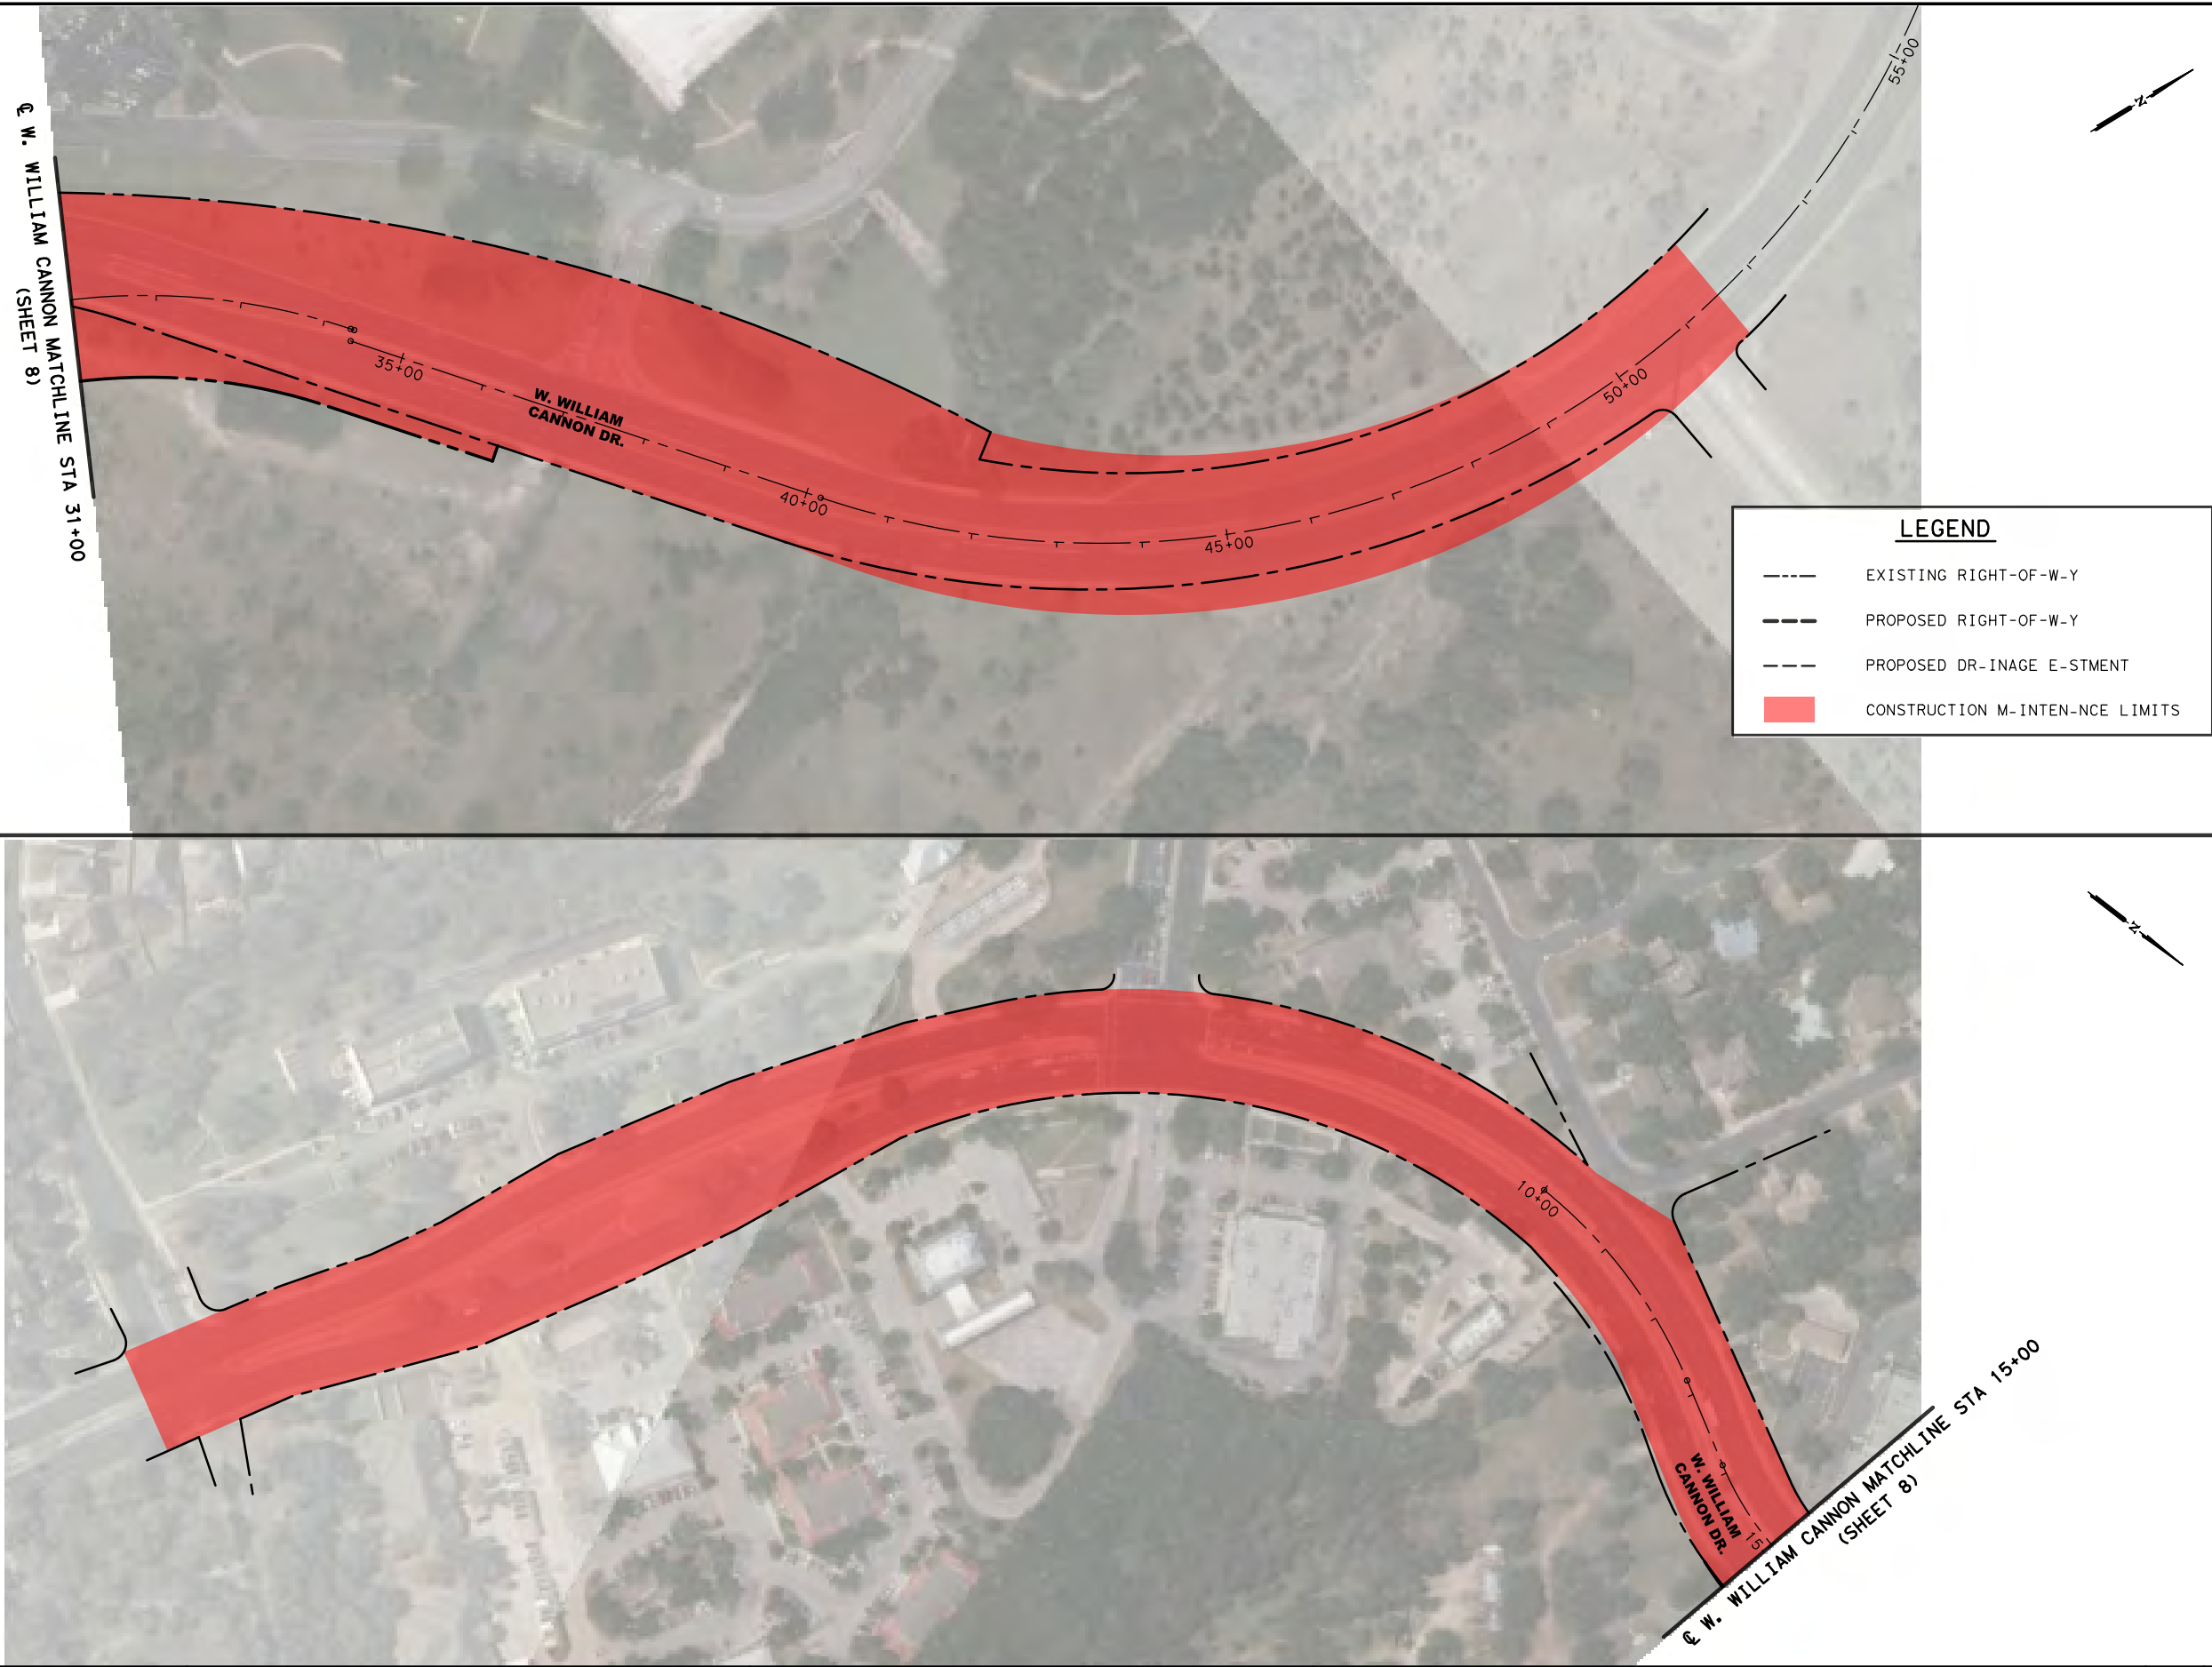 ℄ W. WILLIAM CANNON MATCHLINE STA 31+00
(SHEET 8)
35+00
W. WILLIAM
CANNON DR.
40+00
45+00
50+00
55+00
N
LEGEND
EXISTING RIGHT-OF-W-Y
PROPOSED RIGHT-OF-W-Y
PROPOSED DR-INAGE E-STMENT
CONSTRUCTION M-INTEN-NCE LIMITS
N
10+00
W. WILLIAM
CANNON DR.
15
℄ W. WILLIAM CANNON MATCHLINE STA 15+00
(SHEET 8)